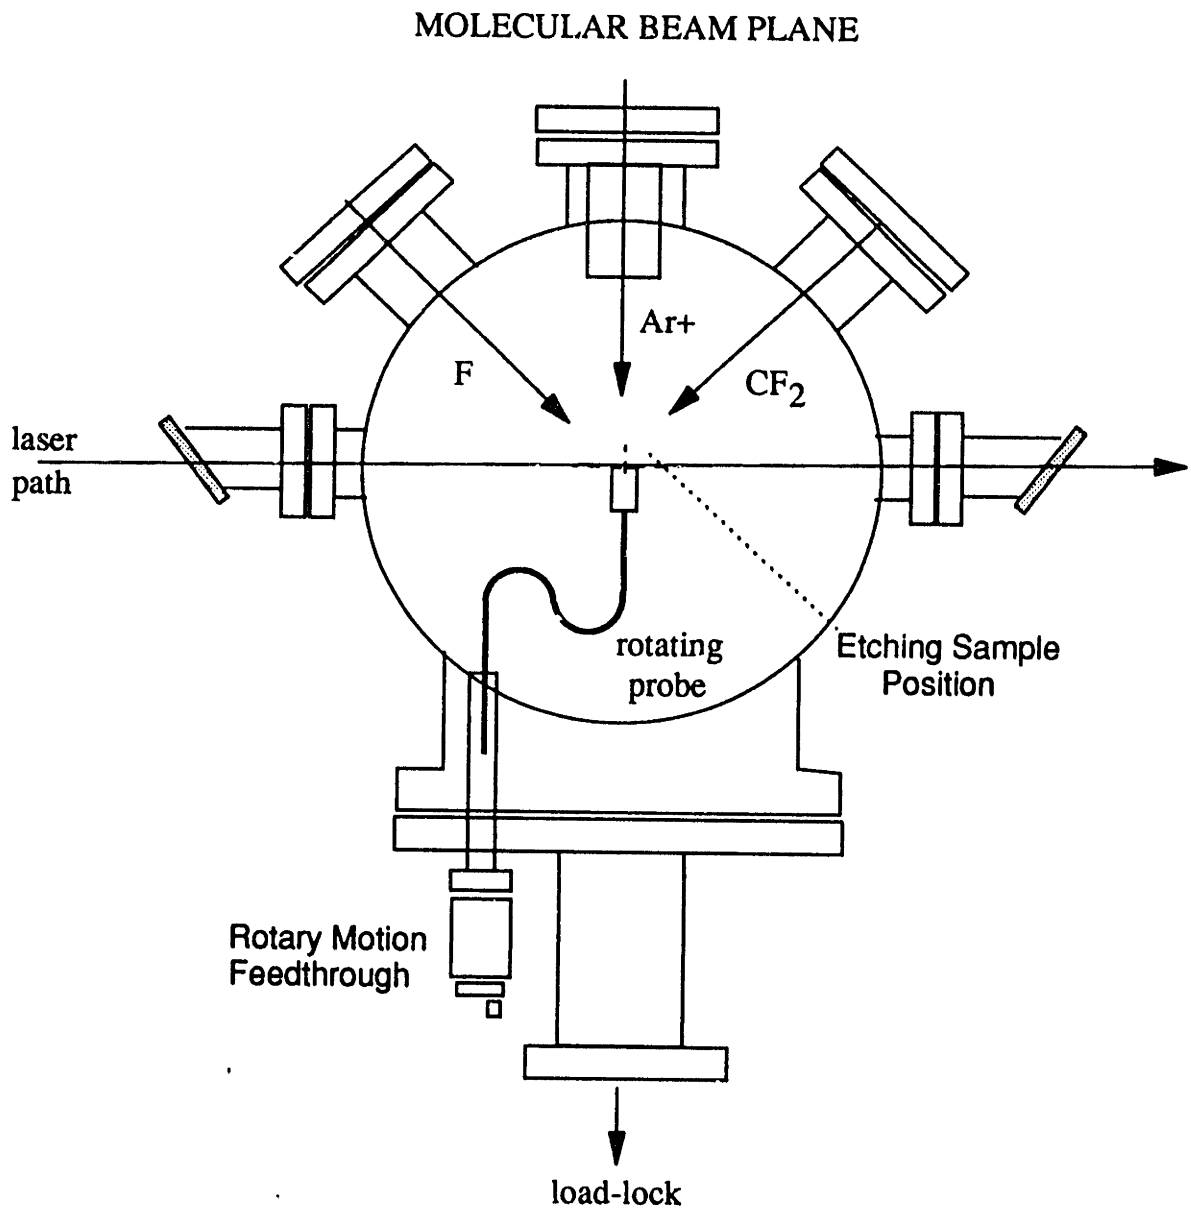 MOLECULAR BEAM PLANE
Ar+
F
CF2
laser
path
rotating
probe
Etching Sample
Position
Rotary Motion
Feedthrough
load-lock